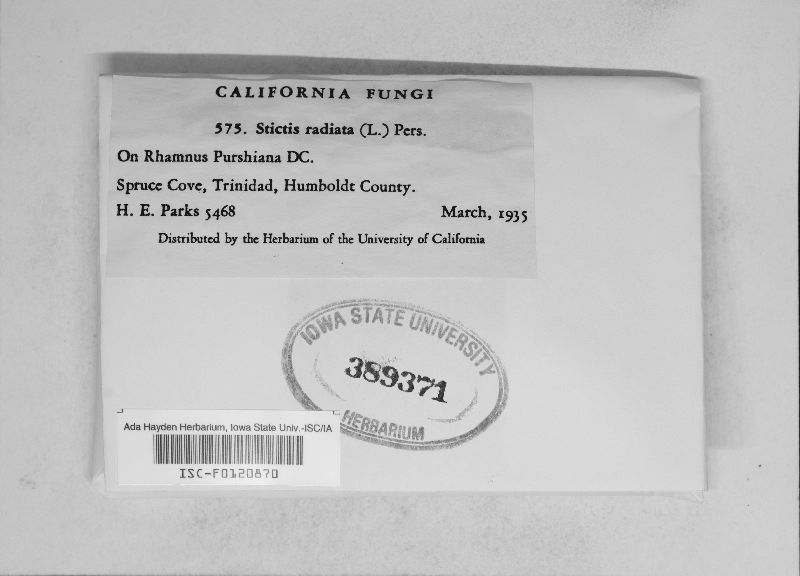 CALIFORNIA FUNGI
575. Stictis radiata (L.) Pers.
On Rhamnus Purshiana DC.
Spruce Cove, Trinidad, Humboldt County.
H. E. Parks 5468 March, 1935
Distributed by the Herbarium of the University of California
IOWA STATE UNIVERSITY
389371
HERBARIUM
Ada Hayden Herbarium, Iowa State Univ.-ISC/IA
ISC-F0120870